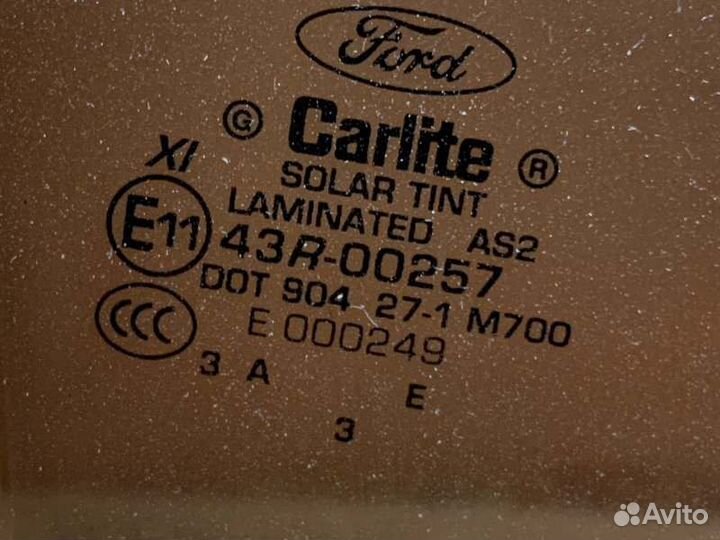 Ford
G Carlite ®
XI SOLAR TINT
LAMINATED AS2
E11 43R-00257
DOT 904 27-1 M700
CCC E 000249
3 A E
3
Avito